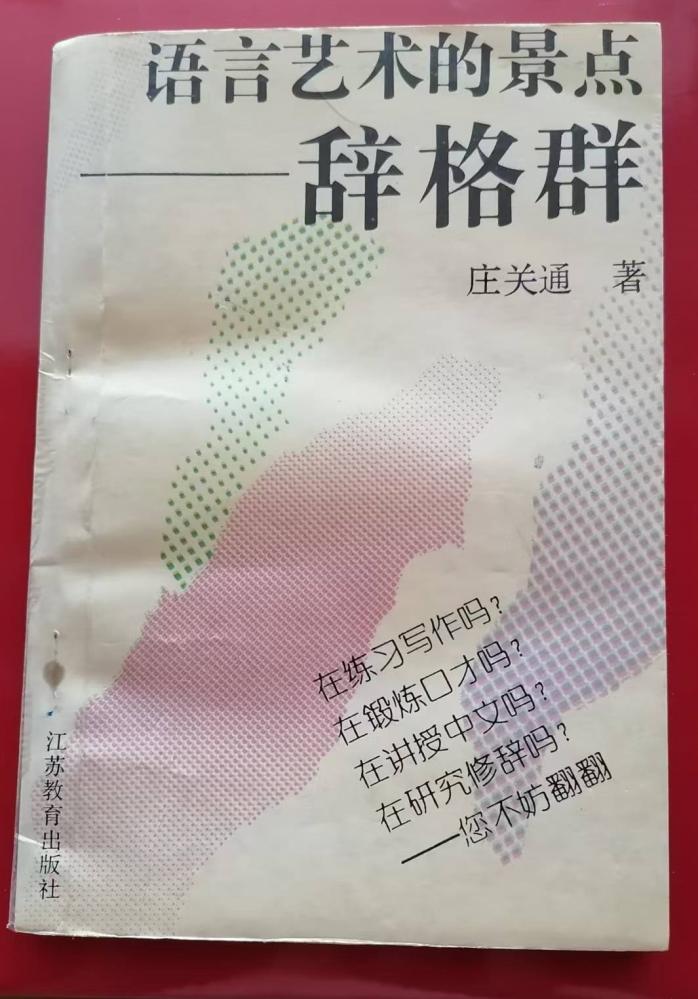 语言艺术的景点
——辞格群
庄关通 著
在练习写作吗?
在锻炼口才吗?
在讲授中文吗?
在研究修辞吗?
——您不妨翻翻
江苏教育出版社